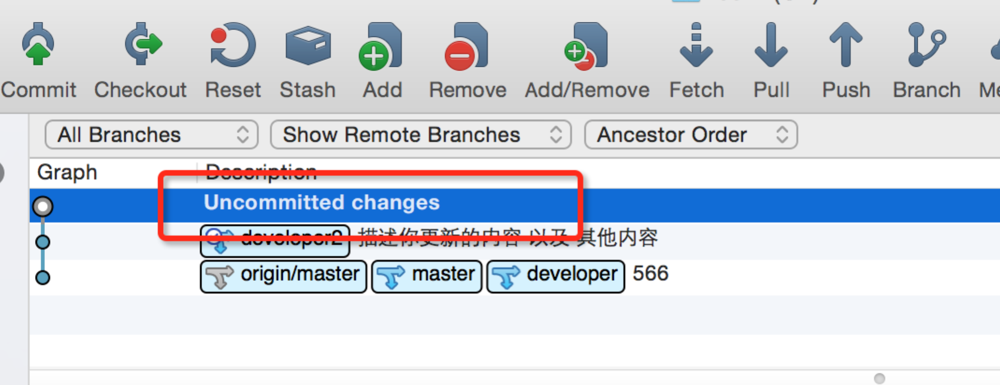 Commit Checkout Reset Stash Add Remove Add/Remove Fetch Pull Push Branch
All Branches Show Remote Branches Ancestor Order
Graph Description
Uncommitted changes
developer2 描述你更新的内容 以及 其他内容
origin/master master developer 566